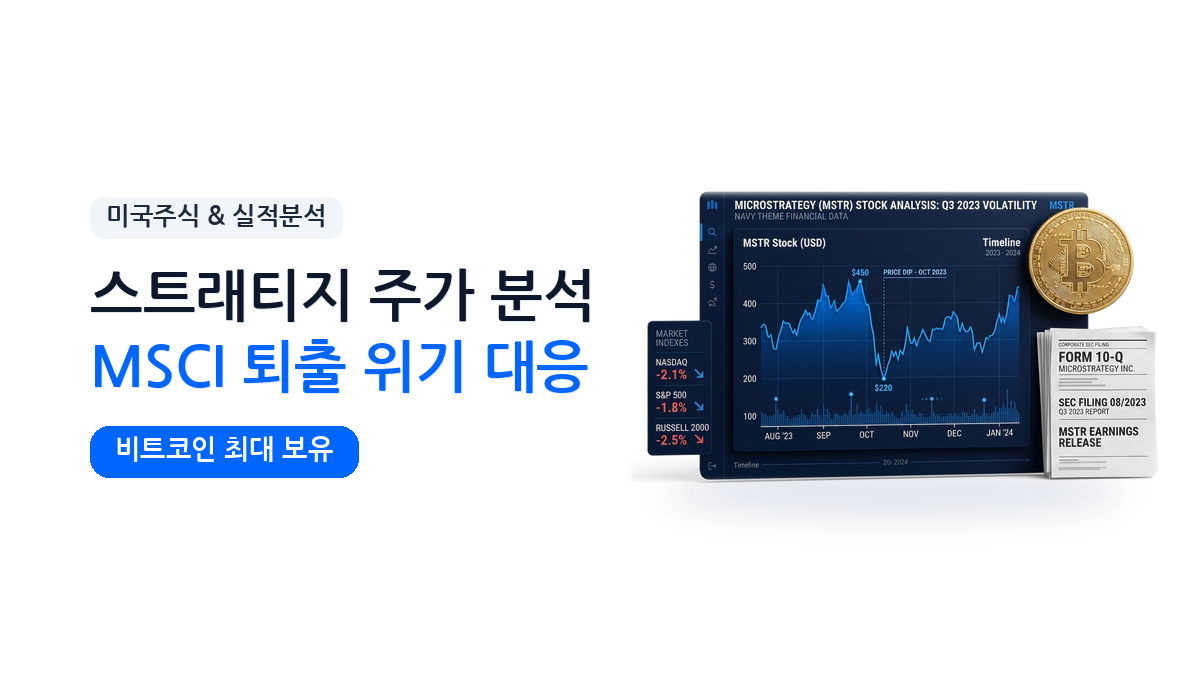 미국주식 & 실적분석
스트래티지 주가 분석
MSCI 퇴출 위기 대응
비트코인 최대 보유
MICROSTRATEGY (MSTR) STOCK ANALYSIS: Q3 2023 VOLATILITY
MSTR
NAVY THEME FINANCIAL DATA
MSTR Stock (USD)
Timeline
2023 - 2024
500
400
300
200
100
$450
PRICE DIP - OCT 2023
$220
AUG '23
SEP
OCT
NOV
DEC
JAN '24
Timeline
MARKET
INDEXES
NASDAQ
-2.1%
S&P 500
-1.8%
RUSSELL 2000
-2.5%
CORPORATE SEC FILING
FORM 10-Q
MICROSTRATEGY INC.
SEC FILING 08/2023
Q3 2023 REPORT
MSTR EARNINGS
RELEASE